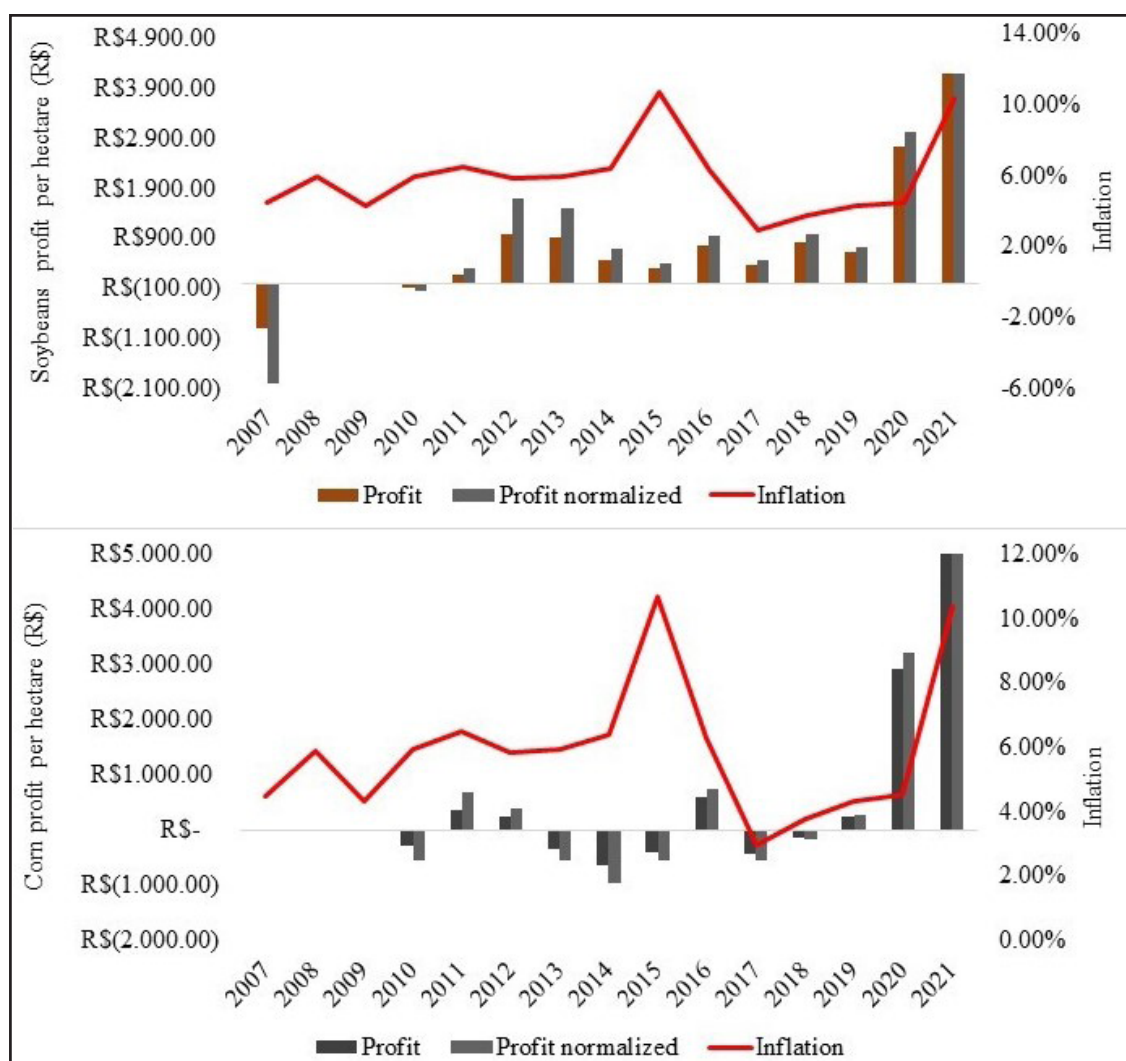 Soybeans profit per hectare (R$)
R$4.900.00
R$3.900.00
R$2.900.00
R$1.900.00
R$900.00
R$(100.00)
R$(1.100.00)
R$(2.100.00)
14.00%
10.00%
6.00%
2.00%
-2.00%
-6.00%
Inflation
2007 2008 2009 2010 2011 2012 2013 2014 2015 2016 2017 2018 2019 2020 2021
Profit Profit normalized Inflation
Corn profit per hectare (R$)
R$5.000.00
R$4.000.00
R$3.000.00
R$2.000.00
R$1.000.00
R$-
R$(1.000.00)
R$(2.000.00)
12.00%
10.00%
8.00%
6.00%
4.00%
2.00%
0.00%
Inflation
2007 2008 2009 2010 2011 2012 2013 2014 2015 2016 2017 2018 2019 2020 2021
Profit Profit normalized Inflation